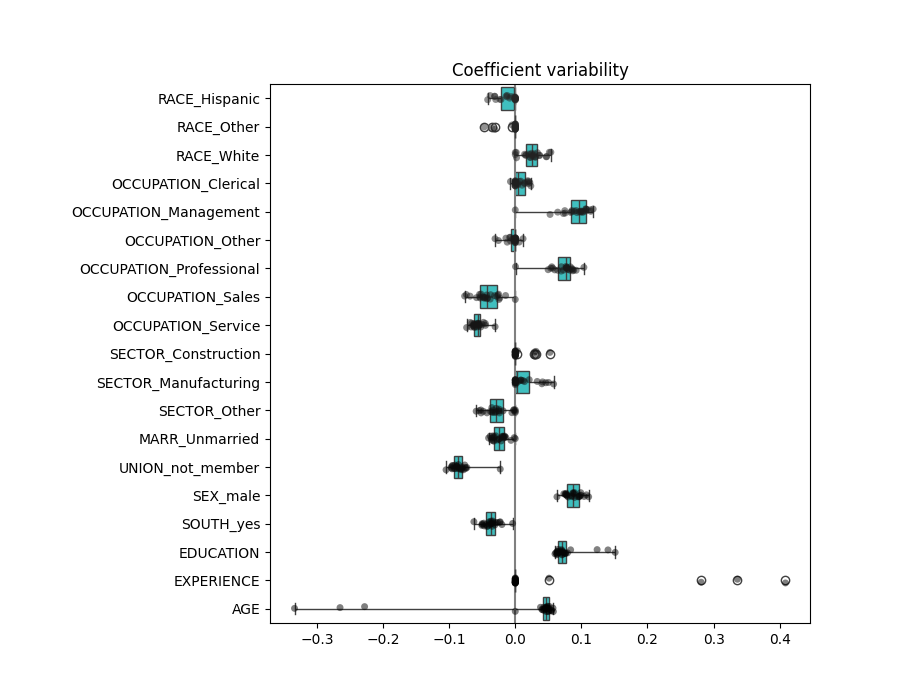 Coefficient variability
RACE_Hispanic
RACE_Other
RACE_White
OCCUPATION_Clerical
OCCUPATION_Management
OCCUPATION_Other
OCCUPATION_Professional
OCCUPATION_Sales
OCCUPATION_Service
SECTOR_Construction
SECTOR_Manufacturing
SECTOR_Other
MARR_Unmarried
UNION_not_member
SEX_male
SOUTH_yes
EDUCATION
EXPERIENCE
AGE
−0.3 −0.2 −0.1 0.0 0.1 0.2 0.3 0.4